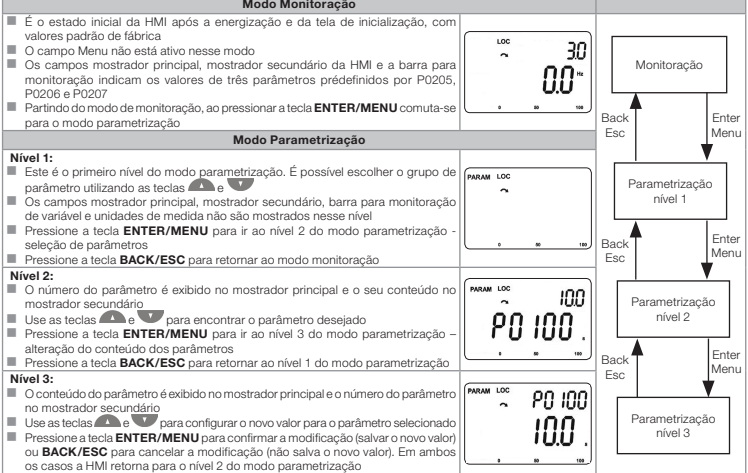 Modo Monitoração
■ É o estado inicial da HMI após a energização e da tela de inicialização, com
valores padrão de fábrica
■ O campo Menu não está ativo nesse modo
■ Os campos mostrador principal, mostrador secundário da HMI e a barra para
monitoração indicam os valores de três parâmetros prédefinidos por P0205,
P0206 e P0207
■ Partindo do modo de monitoração, ao pressionar a tecla ENTER/MENU comuta-se
para o modo parametrização
LOC
3.0
0.0 Hz
0 50 100
Modo Parametrização
Nível 1:
■ Este é o primeiro nível do modo parametrização. É possível escolher o grupo de
parâmetro utilizando as teclas e
■ Os campos mostrador principal, mostrador secundário, barra para monitoração
de variável e unidades de medida não são mostrados nesse nível
■ Pressione a tecla ENTER/MENU para ir ao nível 2 do modo parametrização -
seleção de parâmetros
■ Pressione a tecla BACK/ESC para retornar ao modo monitoração
PARAM LOC
0 50 100
Nível 2:
■ O número do parâmetro é exibido no mostrador principal e o seu conteúdo no
mostrador secundário
■ Use as teclas e para encontrar o parâmetro desejado
■ Pressione a tecla ENTER/MENU para ir ao nível 3 do modo parametrização –
alteração do conteúdo dos parâmetros
■ Pressione a tecla BACK/ESC para retornar ao nível 1 do modo parametrização
PARAM LOC
10.0
P0100 s
0 50 100
Nível 3:
■ O conteúdo do parâmetro é exibido no mostrador principal e o número do parâmetro
no mostrador secundário
■ Use as teclas e para configurar o novo valor para o parâmetro selecionado
■ Pressione a tecla ENTER/MENU para confirmar a modificação (salvar o novo valor)
ou BACK/ESC para cancelar a modificação (não salva o novo valor). Em ambos
os casos a HMI retorna para o nível 2 do modo parametrização
PARAM LOC
P0100
10.0 s
0 50 100
Monitoração
Back
Esc
Enter
Menu
Parametrização
nível 1
Back
Esc
Enter
Menu
Parametrização
nível 2
Back
Esc
Enter
Menu
Parametrização
nível 3